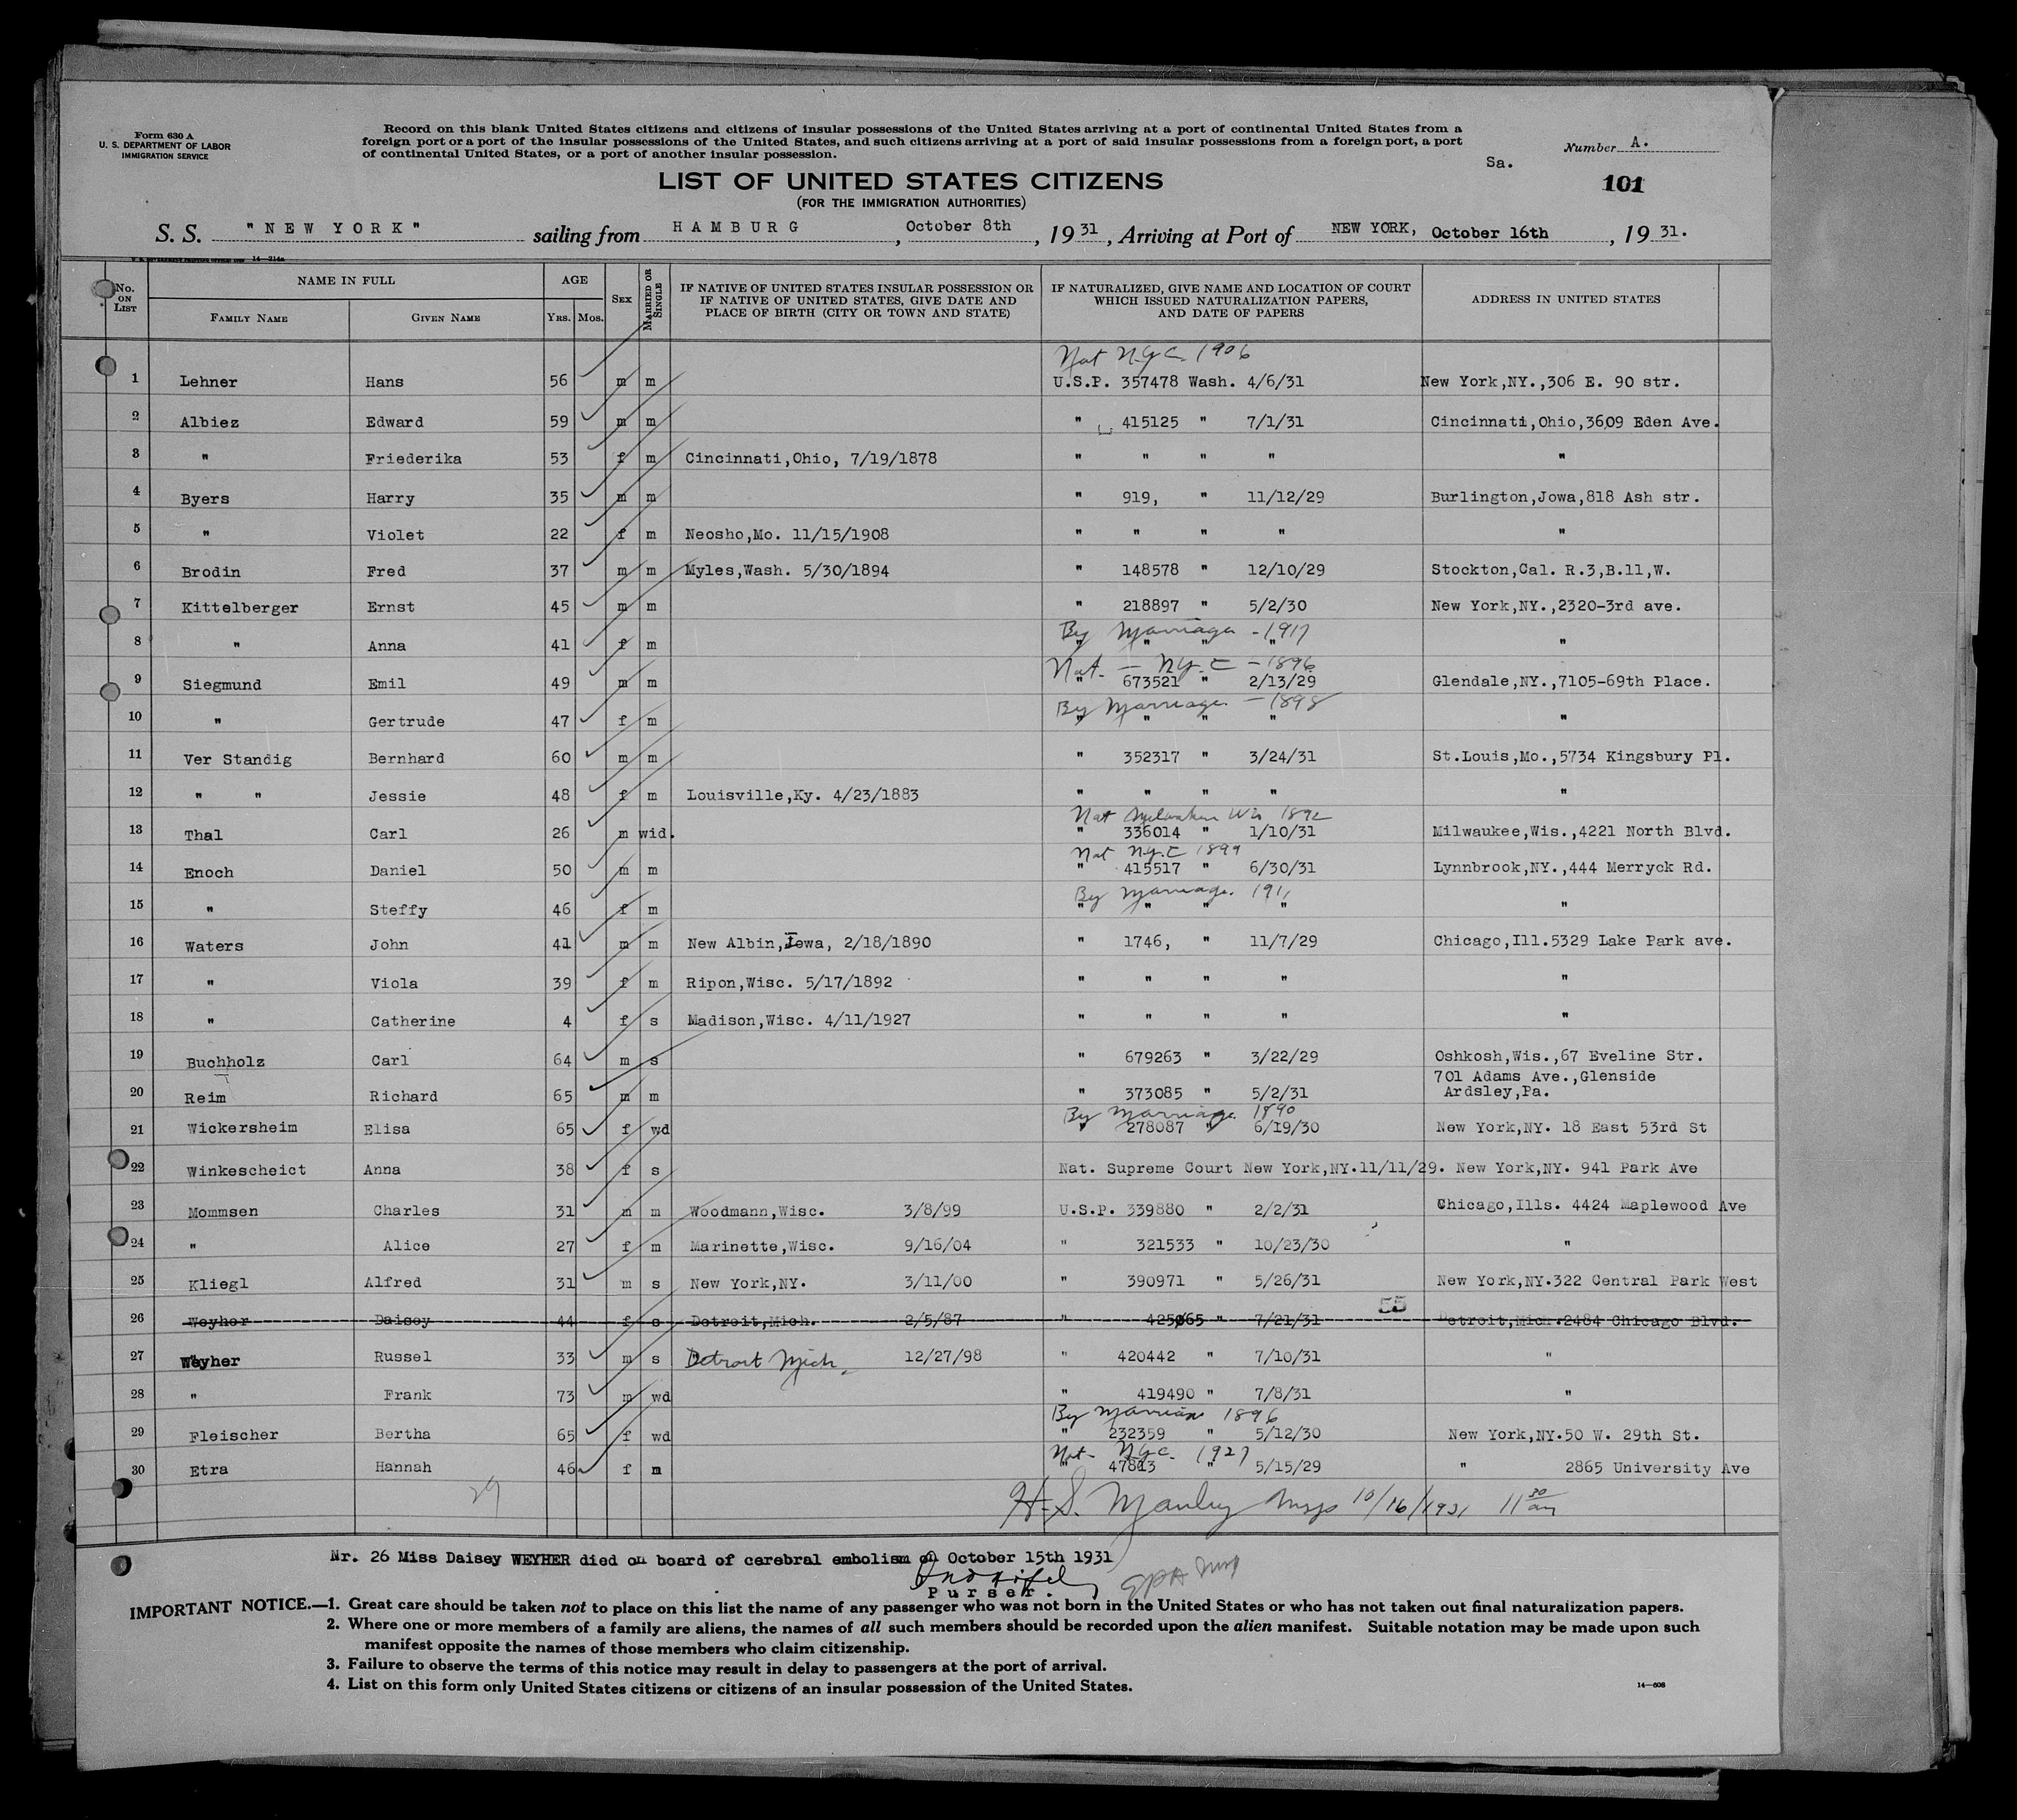 Form 630 A
U. S. DEPARTMENT OF LABOR
IMMIGRATION SERVICE
Record on this blank United States citizens and citizens of insular possessions of the United States arriving at a port of continental United States from a
foreign port or a port of the insular possessions of the United States, and such citizens arriving at a port of said insular possessions from a foreign port, a port
of continental United States, or a port of another insular possession.
Sa.
Number A.
101
LIST OF UNITED STATES CITIZENS
(FOR THE IMMIGRATION AUTHORITIES)
S. S. "NEW YORK" sailing from HAMBURG, October 8th, 1931, Arriving at Port of NEW YORK, October 16th, 1931.
No. ON LIST NAME IN FULL AGE SEX MARRIED OR SINGLE IF NATIVE OF UNITED STATES INSULAR POSSESSION OR IF NATIVE OF UNITED STATES, GIVE DATE AND PLACE OF BIRTH (CITY OR TOWN AND STATE) IF NATURALIZED, GIVE NAME AND LOCATION OF COURT WHICH ISSUED NATURALIZATION PAPERS, AND DATE OF PAPERS ADDRESS IN UNITED STATES
FAMILY NAME GIVEN NAME YRS. MOS.
Nat N.Y.C. 1906
1 Lehner Hans 56 m m U.S.P. 357478 Wash. 4/6/31 New York,NY.,306 E. 90 str.
2 Albiez Edward 59 m m " 415125 " 7/1/31 Cincinnati,Ohio,3609 Eden Ave.
3 " Friederika 53 f m Cincinnati,Ohio, 7/19/1878 " " " " "
4 Byers Harry 35 m m " 919, " 11/12/29 Burlington,Jowa,818 Ash str.
5 " Violet 22 f m Neosho,Mo. 11/15/1908 " " " " "
6 Brodin Fred 37 m m Myles,Wash. 5/30/1894 " 148578 " 12/10/29 Stockton,Cal. R.3,B.11,W.
7 Kittelberger Ernst 45 m m " 218897 " 5/2/30 New York,NY.,2320-3rd ave.
By Marriage - 1917
8 " Anna 41 f m " " " " "
Nat. - N.Y.C - 1896
9 Siegmund Emil 49 m m " 673521 " 2/13/29 Glendale,NY.,7105-69th Place.
By Marriage - 1898
10 " Gertrude 47 f m " " " " "
11 Ver Standig Bernhard 60 m m " 352317 " 3/24/31 St.Louis,Mo.,5734 Kingsbury Pl.
12 " " Jessie 48 f m Louisville,Ky. 4/23/1883 " " " " "
Nat Wis 1892
13 Thal Carl 26 m wid. " 336014 " 1/10/31 Milwaukee,Wis.,4221 North Blvd.
Nat N.Y.C 1899
14 Enoch Daniel 50 m m " 415517 " 6/30/31 Lynnbrook,NY.,444 Merryck Rd.
By Marriage. 1911
15 " Steffy 46 f m " " " " "
16 Waters John 41 m m New Albin,Iowa, 2/18/1890 " 1746, " 11/7/29 Chicago,Ill.5329 Lake Park ave.
17 " Viola 39 f m Ripon,Wisc. 5/17/1892 " " " " "
18 " Catherine 4 f s Madison,Wisc. 4/11/1927 " " " " "
19 Buchholz Carl 64 m s " 679263 " 3/22/29 Oshkosh,Wis.,67 Eveline Str.
701 Adams Ave.,Glenside
20 Reim Richard 65 m m " 373085 " 5/2/31 Ardsley,Pa.
By Marriage 1890
21 Wickersheim Elisa 65 f wd " 278087 " 6/19/30 New York,NY. 18 East 53rd St
22 Winkescheict Anna 38 f s Nat. Supreme Court New York,NY.11/11/29. New York,NY. 941 Park Ave
23 Mommsen Charles 31 m m Woodmann,Wisc. 3/8/99 U.S.P. 339880 " 2/2/31 Chicago,Ills. 4424 Maplewood Ave
24 " Alice 27 f m Marinette,Wisc. 9/16/04 " 321533 " 10/23/30 "
25 Kliegl Alfred 31 m s New York,NY. 3/11/00 " 390971 " 5/26/31 New York,NY.322 Central Park West
55
26 Weyher Daisey 44 f s Detroit,Mich. 2/5/87 " 425065 " 7/21/31 Detroit,Mich.2484 Chicago Blvd.
27 Weyher Russel 33 m s Detroit Mich. 12/27/98 " 420442 " 7/10/31 "
28 " Frank 73 m wd " 419490 " 7/8/31 "
By Marriage 1896
29 Fleischer Bertha 65 f wd " 232359 " 5/12/30 New York,NY.50 W. 29th St.
Nat- N.Y.C. 1927
30 Etra Hannah 46 f m " 47813 " 5/15/29 " 2865 University Ave
29
H. S. Manley Insp 10/16/1931 11 30 am
Nr. 26 Miss Daisey WEYHER died on board of cerebral embolism on October 15th 1931
Purser.
IMPORTANT NOTICE.—1. Great care should be taken not to place on this list the name of any passenger who was not born in the United States or who has not taken out final naturalization papers.
2. Where one or more members of a family are aliens, the names of all such members should be recorded upon the alien manifest. Suitable notation may be made upon such
manifest opposite the names of those members who claim citizenship.
3. Failure to observe the terms of this notice may result in delay to passengers at the port of arrival.
4. List on this form only United States citizens or citizens of an insular possession of the United States.
14—608